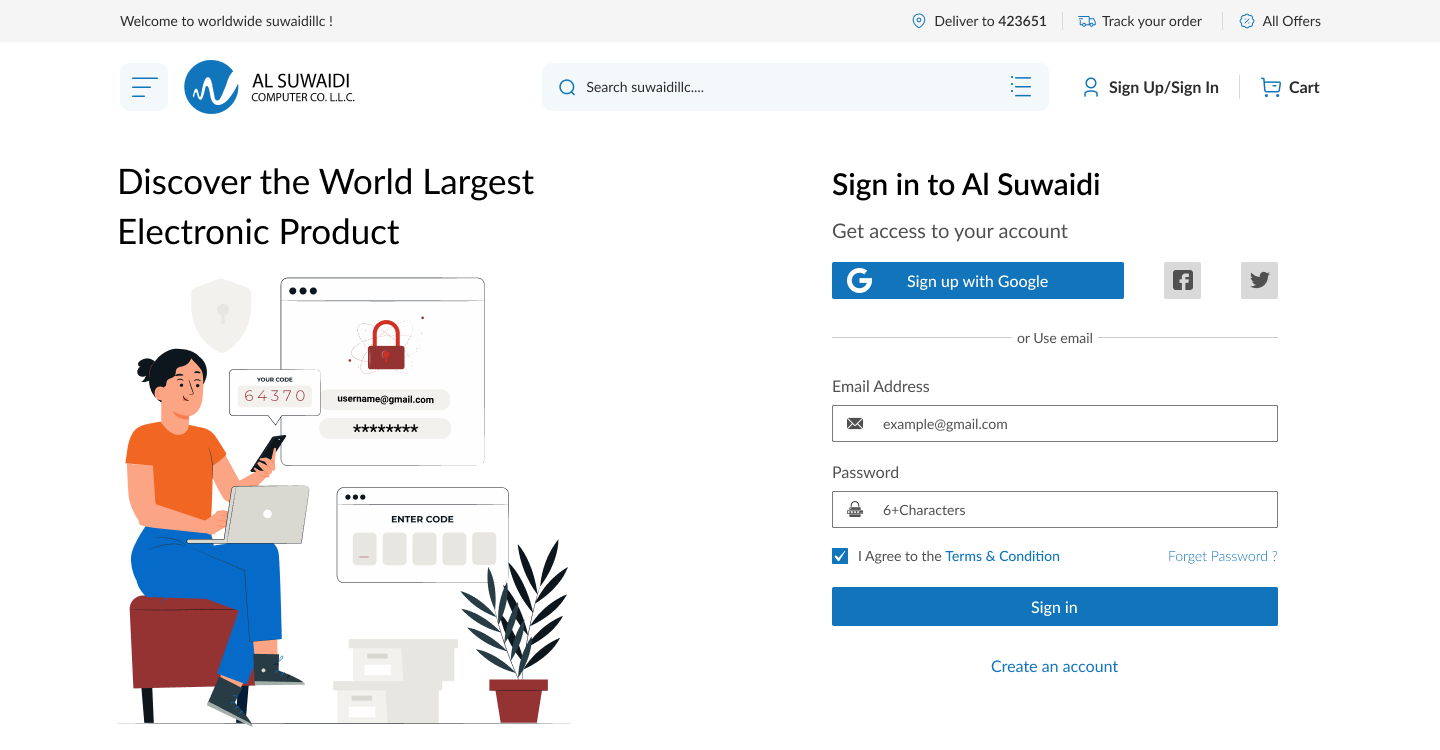 Welcome to worldwide suwaidillc !
Deliver to 423651
Track your order
All Offers
AL SUWAIDI
COMPUTER CO. L.L.C.
Search suwaidillc....
Sign Up/Sign In
Cart
Discover the World Largest
Electronic Product
YOUR CODE
64370
username@gmail.com
********
ENTER CODE
_
Sign in to Al Suwaidi
Get access to your account
Sign up with Google
or Use email
Email Address
example@gmail.com
Password
6+Characters
I Agree to the Terms & Condition
Forget Password ?
Sign in
Create an account